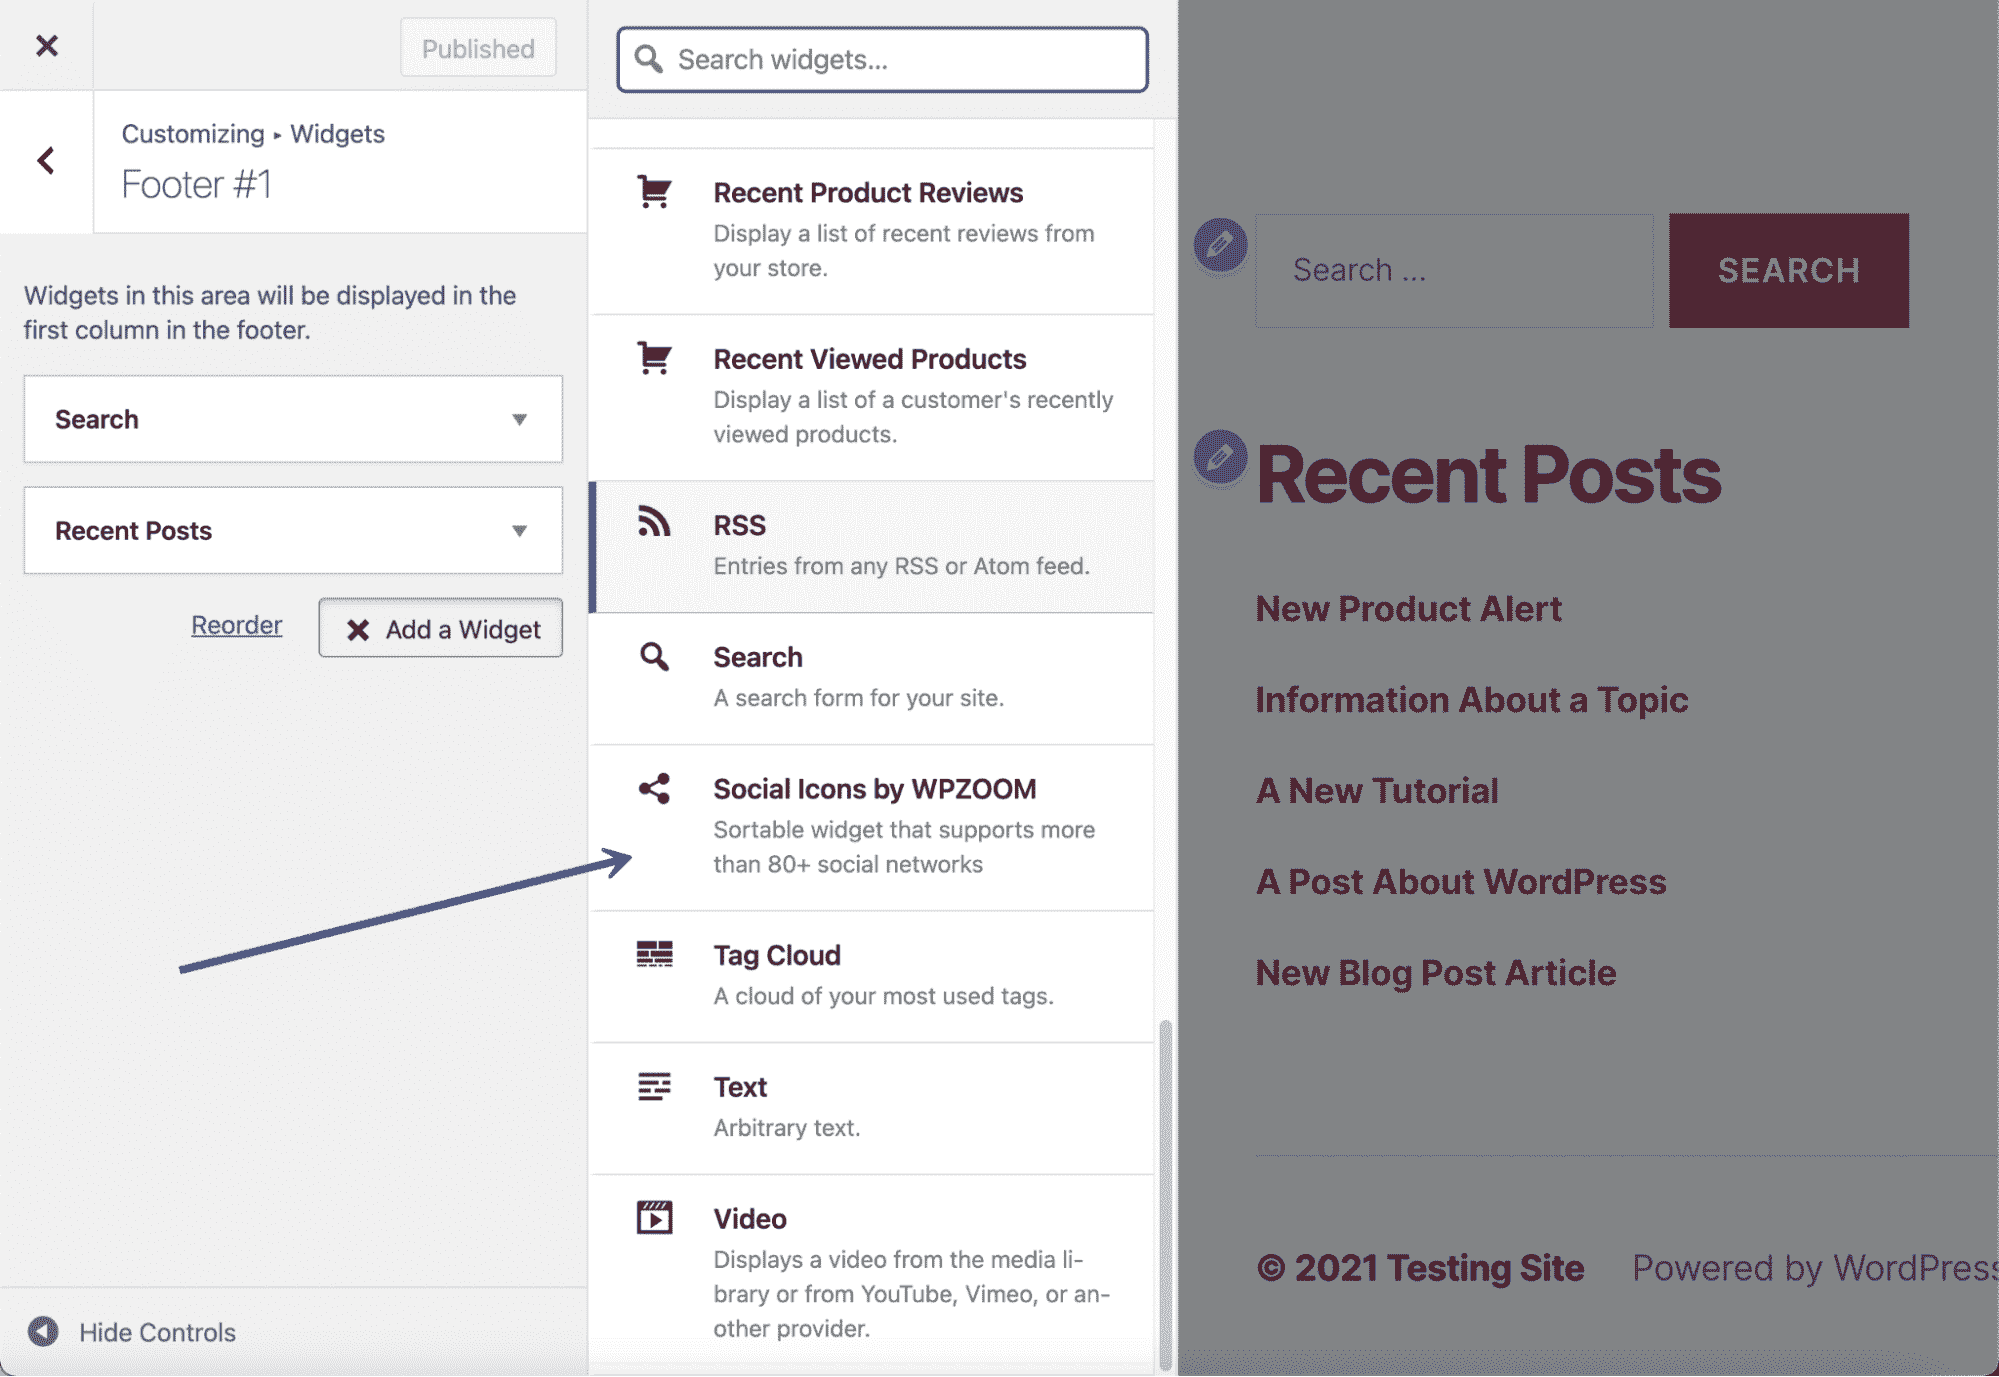 Published
Customizing ▸ Widgets
Footer #1
Widgets in this area will be displayed in the
first column in the footer.
Search
Recent Posts
Reorder
Add a Widget
Hide Controls
Search widgets...
Recent Product Reviews
Display a list of recent reviews from
your store.
Recent Viewed Products
Display a list of a customer's recently
viewed products.
RSS
Entries from any RSS or Atom feed.
Search
A search form for your site.
Social Icons by WPZOOM
Sortable widget that supports more
than 80+ social networks
Tag Cloud
A cloud of your most used tags.
Text
Arbitrary text.
Video
Displays a video from the media li-
brary or from YouTube, Vimeo, or an-
other provider.
Search ...
SEARCH
Recent Posts
New Product Alert
Information About a Topic
A New Tutorial
A Post About WordPress
New Blog Post Article
© 2021 Testing Site
Powered by WordPress